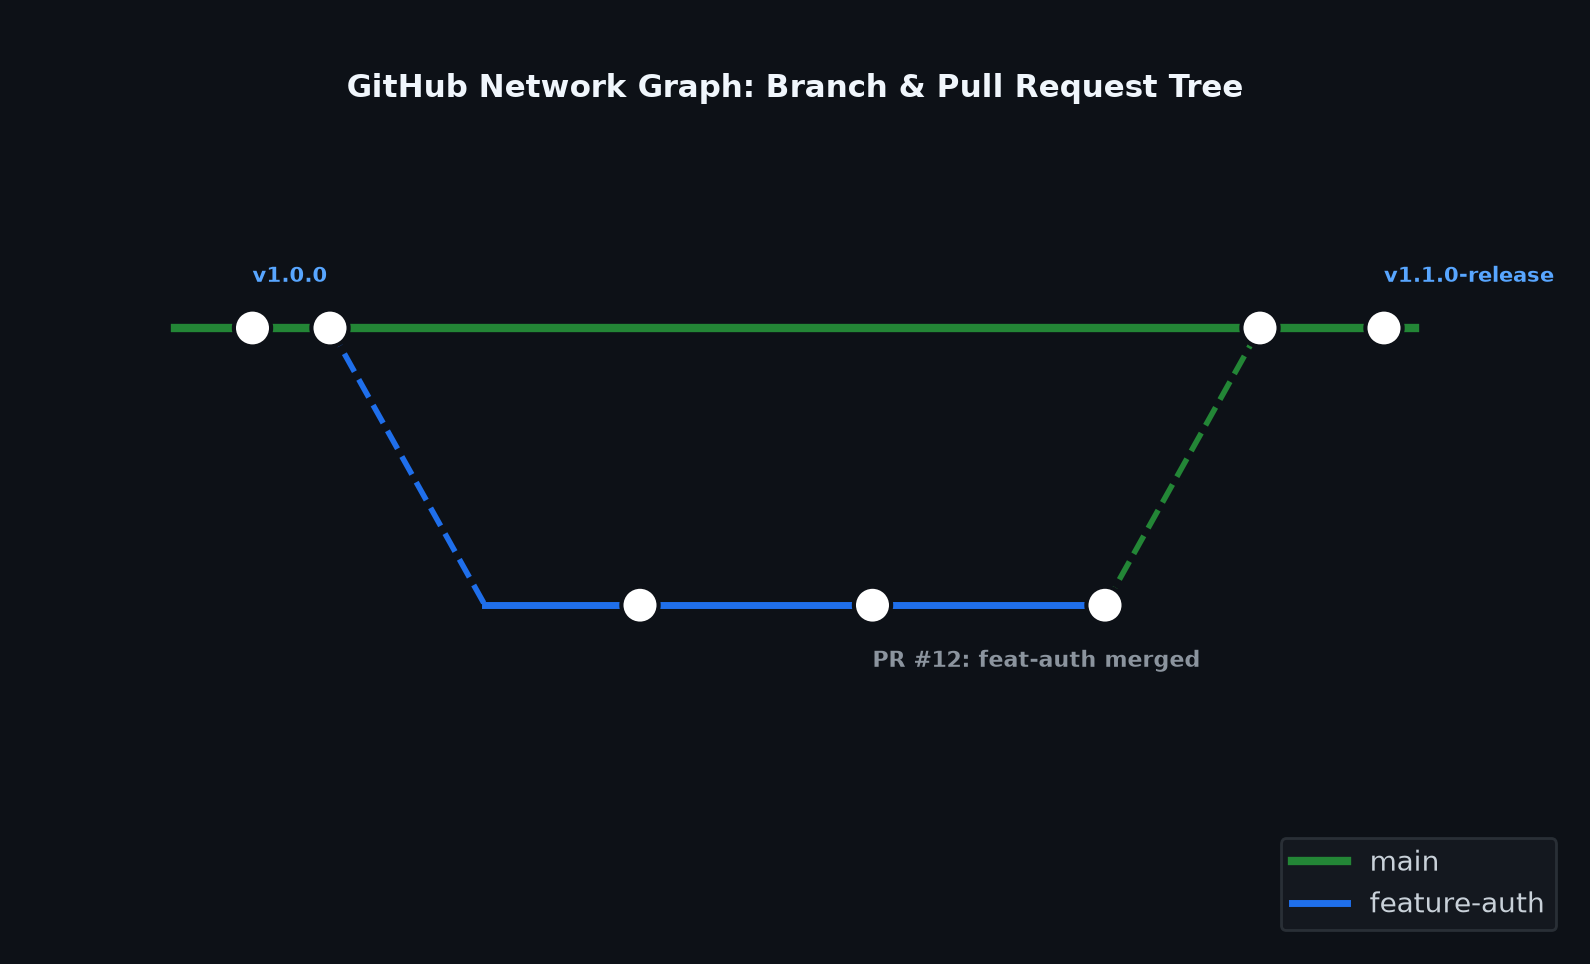 GitHub Network Graph: Branch & Pull Request Tree
v1.0.0
v1.1.0-release
PR #12: feat-auth merged
main
feature-auth